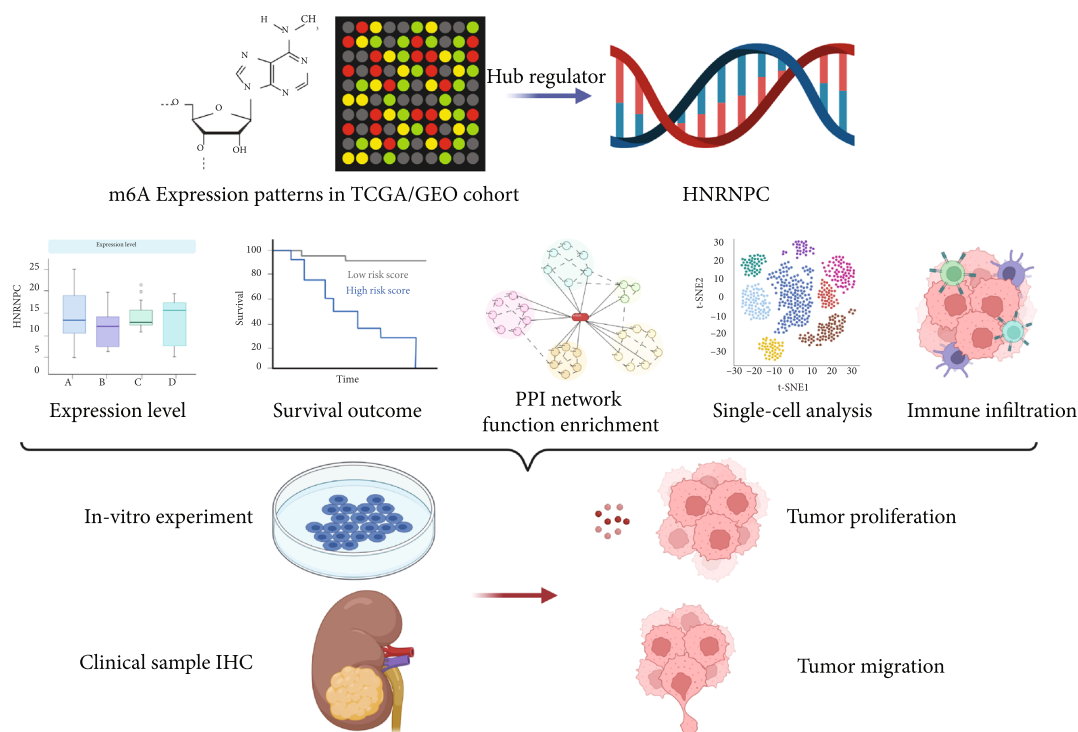 H
N
CH3
N
N
N
N
O
O
O
OH
Hub regulator
m6A Expression patterns in TCGA/GEO cohort
HNRNPC
Expression level
HNRNPC
25
20
15
10
5
0
A
B
C
D
Expression level
100
80
60
40
20
0
Survival
Low risk score
High risk score
Time
Survival outcome
PPI network
function enrichment
30
20
10
0
−10
−20
−30
t-SNE2
−30 −20 −10 0 10 20 30
t-SNE1
Single-cell analysis
Immune infiltration
In-vitro experiment
Tumor proliferation
Clinical sample IHC
Tumor migration